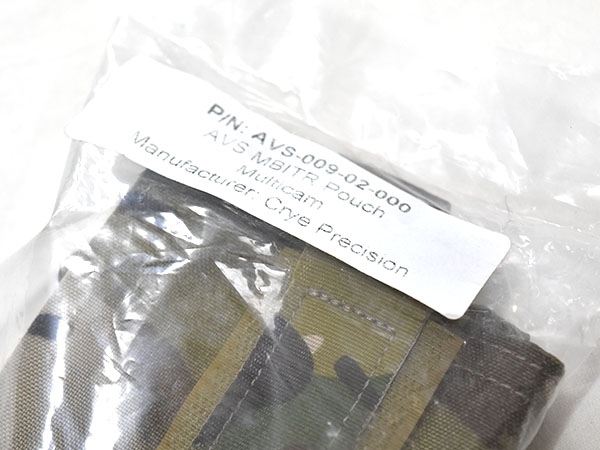 P/N: AVS-009-02-000
AVS MBITR Pouch
Multicam
Manufacturer: Crye Precision